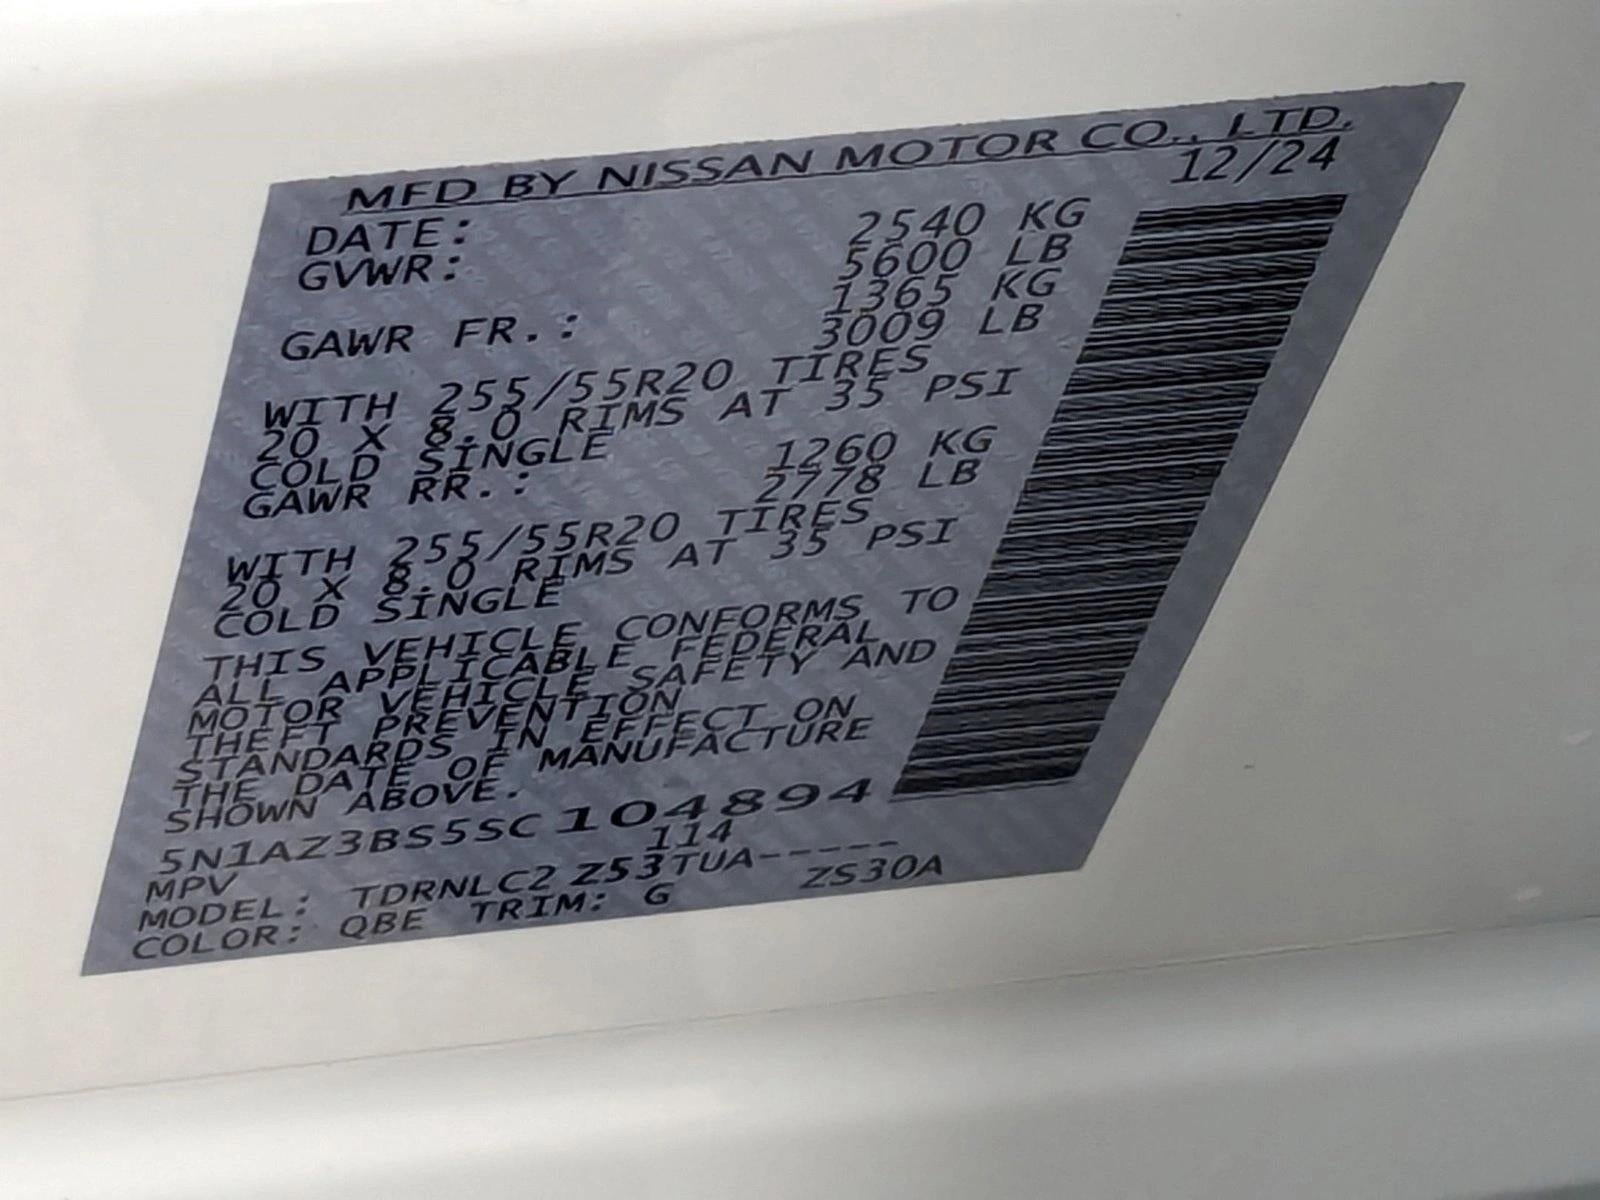 MFD BY NISSAN MOTOR CO., LTD.
DATE: 12/24
GVWR: 2540 KG
5600 LB
GAWR FR.: 1365 KG
3009 LB
WITH 255/55R20 TIRES
20 X 8.0 RIMS AT 35 PSI
COLD SINGLE
GAWR RR.: 1260 KG
2778 LB
WITH 255/55R20 TIRES
20 X 8.0 RIMS AT 35 PSI
COLD SINGLE
THIS VEHICLE CONFORMS TO
ALL APPLICABLE FEDERAL
MOTOR VEHICLE SAFETY AND
THEFT PREVENTION
STANDARDS IN EFFECT ON
THE DATE OF MANUFACTURE
SHOWN ABOVE.
5N1AZ3BS5SC104894
MPV 114
MODEL: TDRNLC2 Z53TUA-----
COLOR: QBE TRIM: G ZS30A